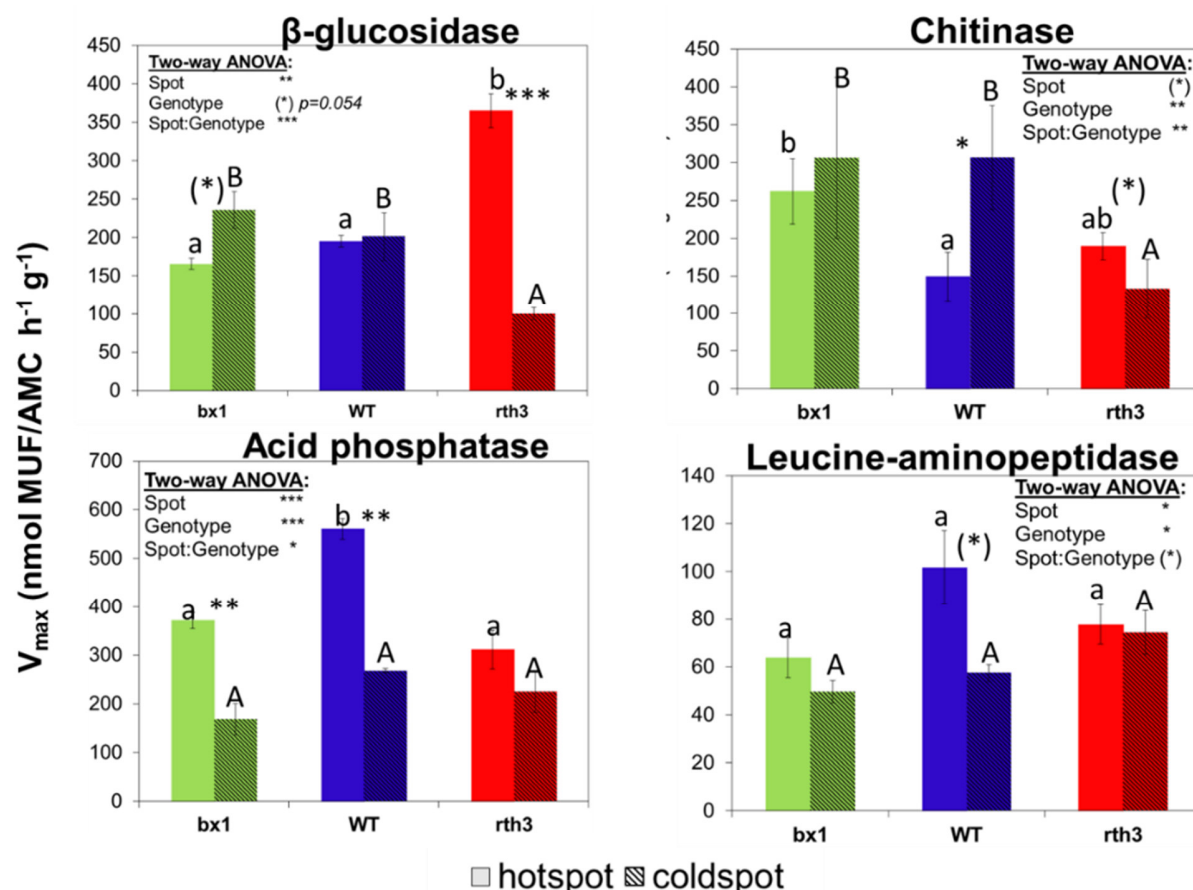 β-glucosidase
450
400
350
300
250
200
150
100
50
0
Two-way ANOVA:
Spot **
Genotype (*) p=0.054
Spot:Genotype ***
(*)
a
B
a
B
b
***
A
bx1 WT rth3
Chitinase
450
400
350
300
250
200
150
100
50
0
Two-way ANOVA:
Spot (*)
Genotype **
Spot:Genotype **
b
B
*
a
B
(*)
ab
A
bx1 WT rth3
Vmax (nmol MUF/AMC h-1 g-1)
Acid phosphatase
700
600
500
400
300
200
100
0
Two-way ANOVA:
Spot ***
Genotype ***
Spot:Genotype *
a **
A
b **
A
a
A
bx1 WT rth3
Leucine-aminopeptidase
140
120
100
80
60
40
20
0
Two-way ANOVA:
Spot *
Genotype *
Spot:Genotype (*)
a
A
a
(*)
A
a
A
bx1 WT rth3
hotspot coldspot